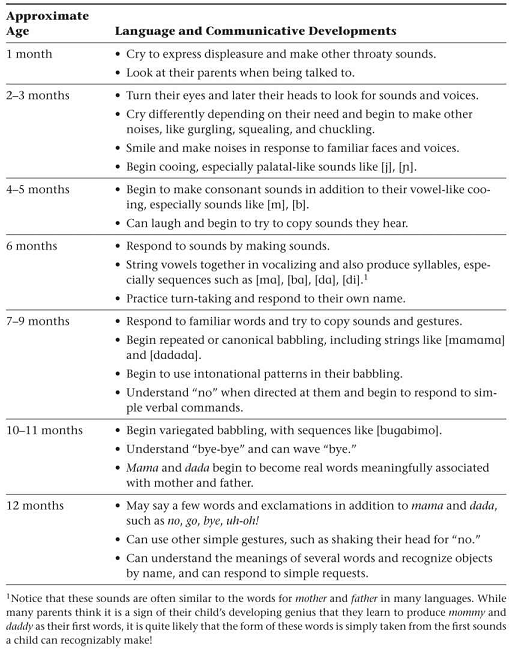 Approximate
Age Language and Communicative Developments
1 month • Cry to express displeasure and make other throaty sounds.
• Look at their parents when being talked to.
2–3 months • Turn their eyes and later their heads to look for sounds and voices.
• Cry differently depending on their need and begin to make other
noises, like gurgling, squealing, and chuckling.
• Smile and make noises in response to familiar faces and voices.
• Begin cooing, especially palatal-like sounds like [j], [ɲ].
4–5 months • Begin to make consonant sounds in addition to their vowel-like coo-
ing, especially sounds like [m], [b].
• Can laugh and begin to try to copy sounds they hear.
6 months • Respond to sounds by making sounds.
• String vowels together in vocalizing and also produce syllables, espe-
cially sequences such as [mɑ], [bɑ], [dɑ], [di].¹
• Practice turn-taking and respond to their own name.
7–9 months • Respond to familiar words and try to copy sounds and gestures.
• Begin repeated or canonical babbling, including strings like [mɑmɑmɑ]
and [dɑdɑdɑ].
• Begin to use intonational patterns in their babbling.
• Understand “no” when directed at them and begin to respond to sim-
ple verbal commands.
10–11 months • Begin variegated babbling, with sequences like [bugɑbimo].
• Understand “bye-bye” and can wave “bye.”
• Mama and dada begin to become real words meaningfully associated
with mother and father.
12 months • May say a few words and exclamations in addition to mama and dada,
such as no, go, bye, uh-oh!
• Can use other simple gestures, such as shaking their head for “no.”
• Can understand the meanings of several words and recognize objects
by name, and can respond to simple requests.
¹Notice that these sounds are often similar to the words for mother and father in many languages. While
many parents think it is a sign of their child’s developing genius that they learn to produce mommy and
daddy as their first words, it is quite likely that the form of these words is simply taken from the first sounds
a child can recognizably make!